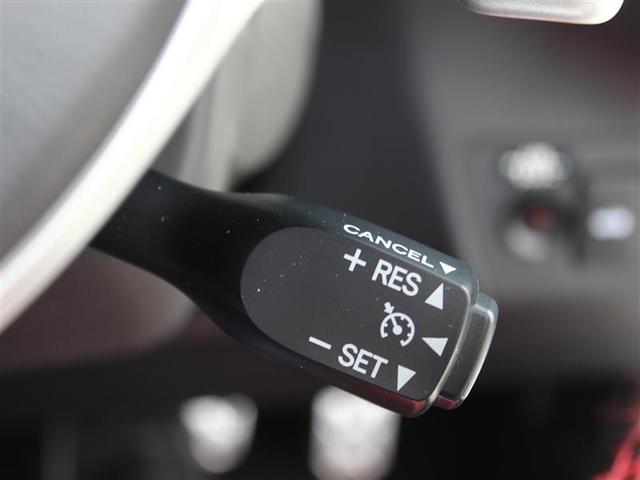 CANCEL ▼
+ RES ▲
◀
− SET ▼